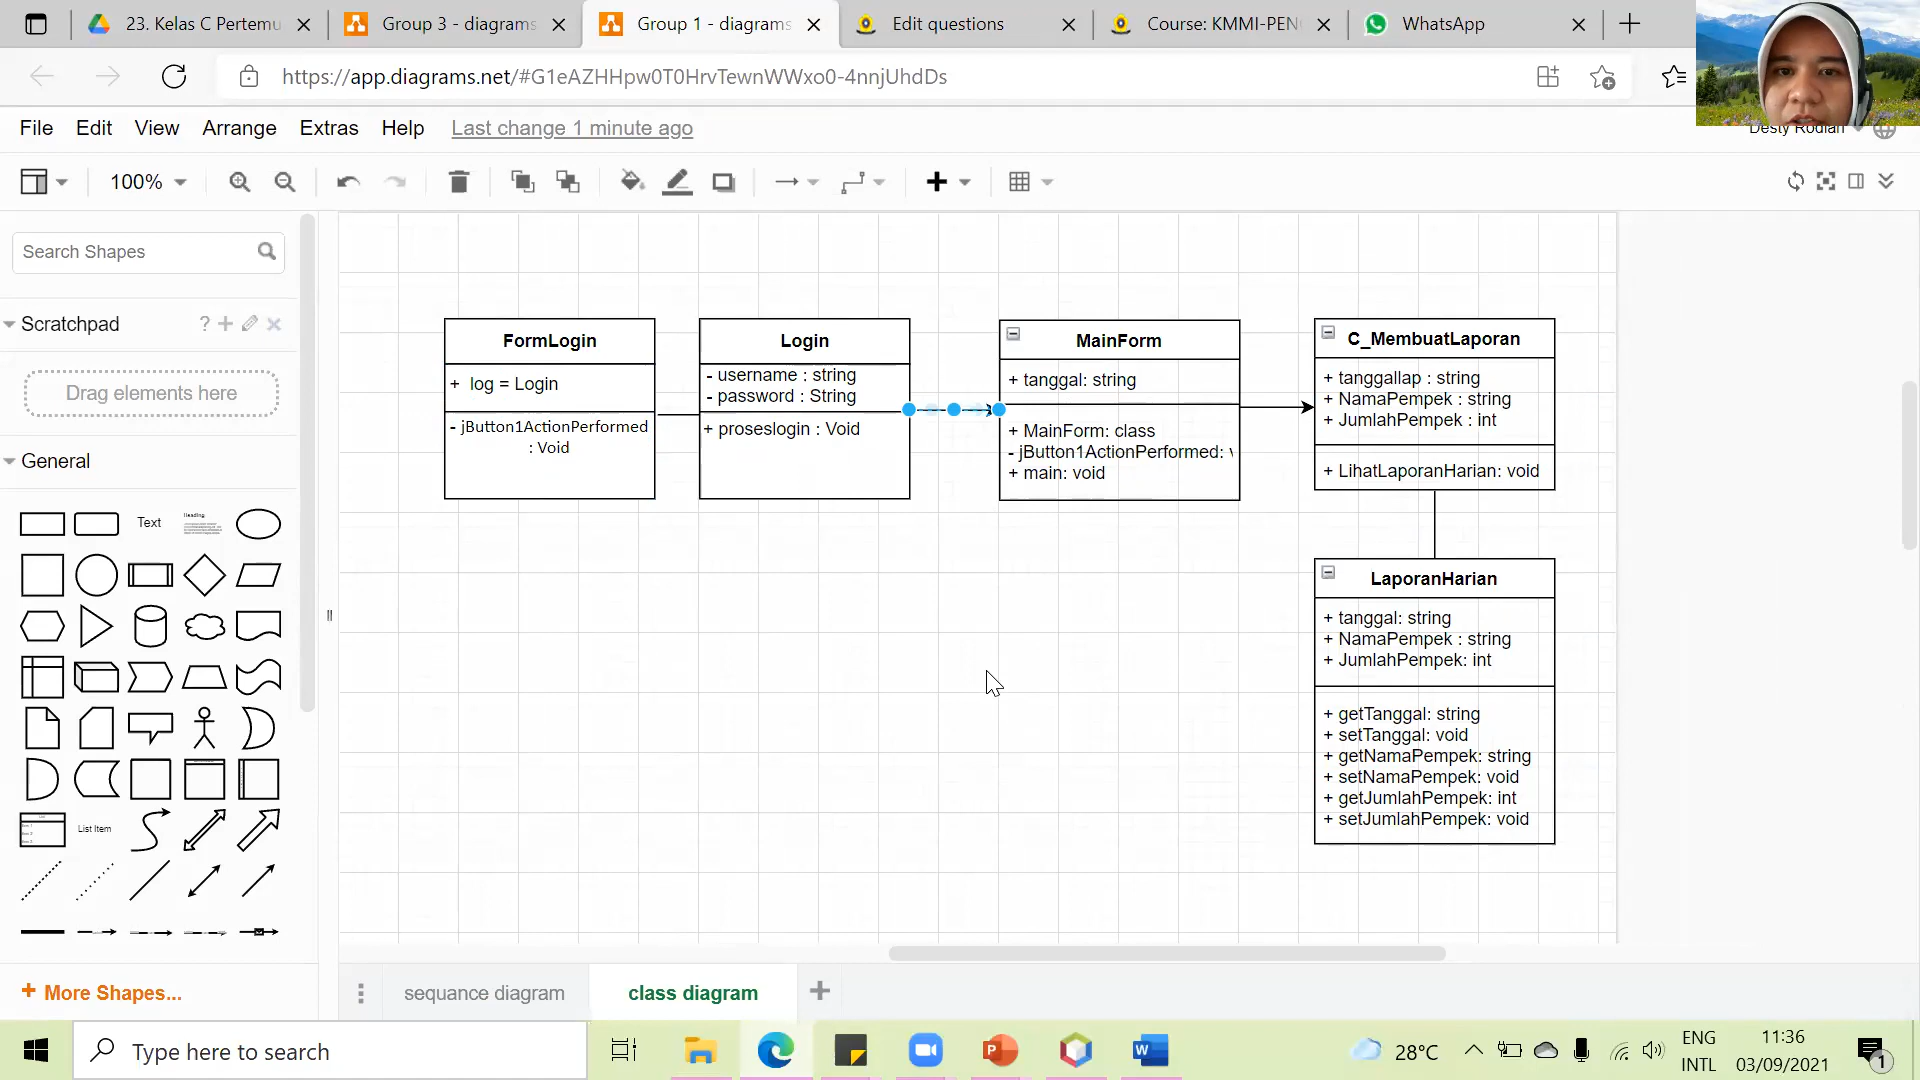 23. Kelas C Pertemu
Group 3 - diagrams
Group 1 - diagrams
Edit questions
Course: KMMI-PEN
WhatsApp
https://app.diagrams.net/#G1eAZHHpw0T0HrvTewnWWxo0-4nnjUhdDs
File Edit View Arrange Extras Help Last change 1 minute ago
Desty Rodiah
100%
Search Shapes
Scratchpad
?
Drag elements here
General
Text
Heading
List Item
+ More Shapes...
FormLogin
+ log = Login
- jButton1ActionPerformed
: Void
Login
- username : string
- password : String
+ proseslogin : Void
MainForm
+ tanggal: string
+ MainForm: class
- jButton1ActionPerformed:
+ main: void
C_MembuatLaporan
+ tanggallap : string
+ NamaPempek : string
+ JumlahPempek : int
+ LihatLaporanHarian: void
LaporanHarian
+ tanggal: string
+ NamaPempek : string
+ JumlahPempek: int
+ getTanggal: string
+ setTanggal: void
+ getNamaPempek: string
+ setNamaPempek: void
+ getJumlahPempek: int
+ setJumlahPempek: void
sequance diagram
class diagram
Type here to search
28°C
ENG
INTL
11:36
03/09/2021
1